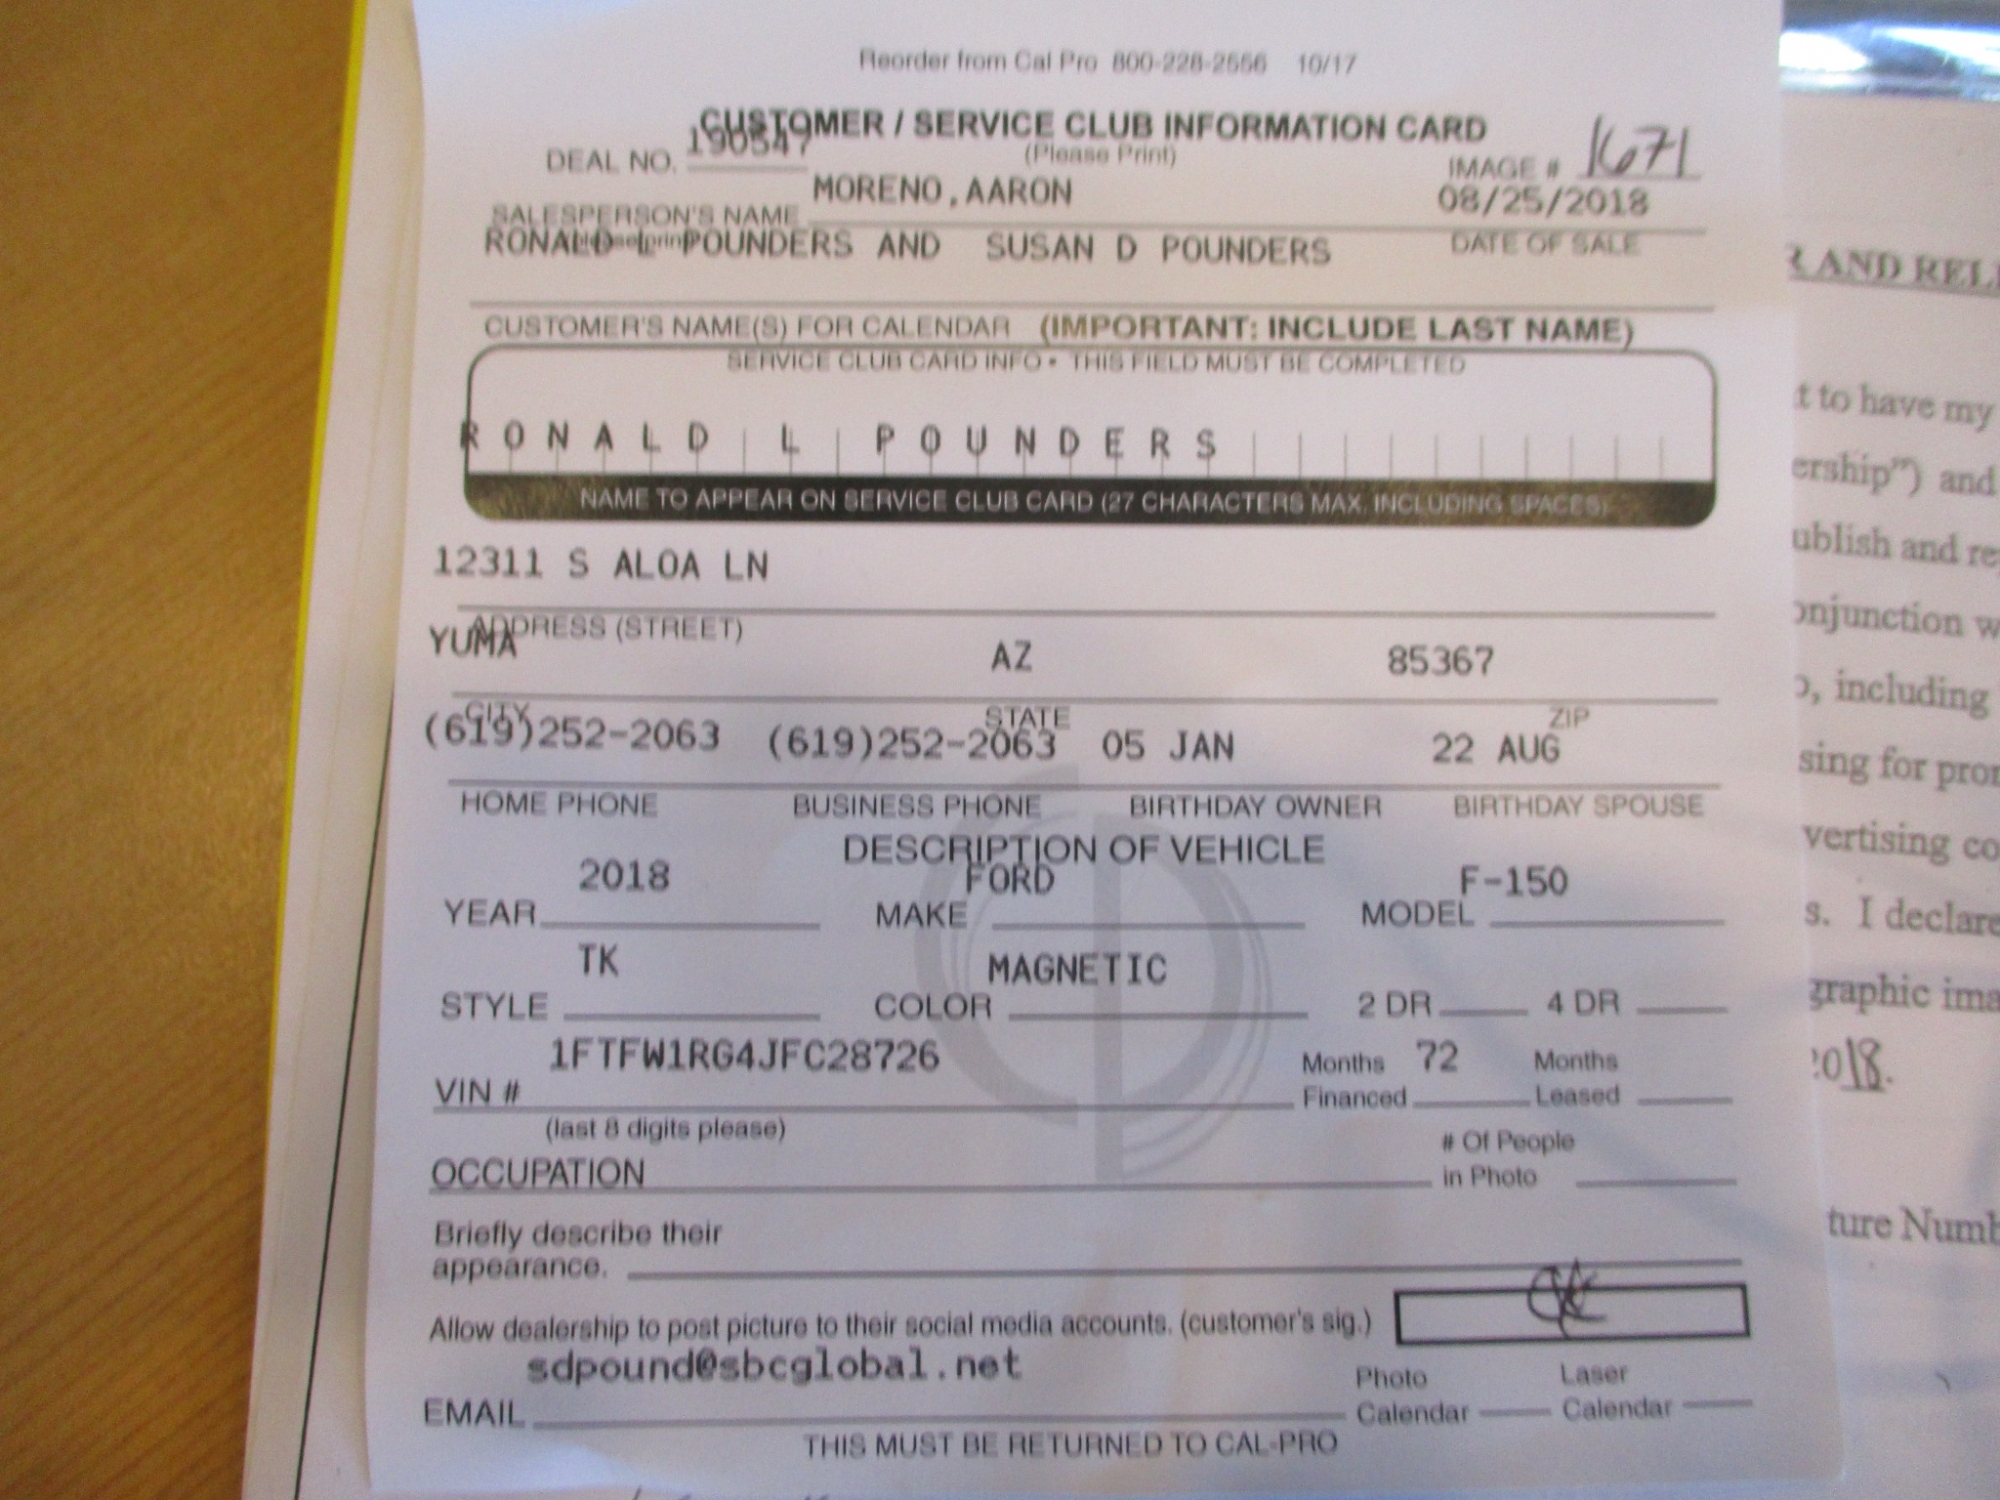 Reorder from Cal Pro 800-228-2556 10/17
CUSTOMER / SERVICE CLUB INFORMATION CARD
(Please Print)
DEAL NO. 190547
IMAGE # 1671
MORENO,AARON 08/25/2018
SALESPERSON'S NAME DATE OF SALE
RONALD L POUNDERS AND SUSAN D POUNDERS
CUSTOMER'S NAME(S) FOR CALENDAR (IMPORTANT: INCLUDE LAST NAME)
SERVICE CLUB CARD INFO • THIS FIELD MUST BE COMPLETED
RONALD L POUNDERS
NAME TO APPEAR ON SERVICE CLUB CARD (27 CHARACTERS MAX. INCLUDING SPACES)
12311 S ALOA LN
ADDRESS (STREET)
YUMA AZ 85367
CITY STATE ZIP
(619)252-2063 (619)252-2063 05 JAN 22 AUG
HOME PHONE BUSINESS PHONE BIRTHDAY OWNER BIRTHDAY SPOUSE
DESCRIPTION OF VEHICLE
2018 FORD F-150
YEAR MAKE MODEL
TK MAGNETIC
STYLE COLOR 2 DR 4 DR
1FTFW1RG4JFC28726 Months 72 Months
VIN # Financed Leased
(last 8 digits please)
# Of People
OCCUPATION in Photo
Briefly describe their
appearance.
Allow dealership to post picture to their social media accounts. (customer's sig.)
sdpound@sbcglobal.net
Photo Laser
EMAIL Calendar Calendar
THIS MUST BE RETURNED TO CAL-PRO
AND REL
t to have my
ership") and
ublish and re
onjunction w
, including
sing for pro
vertising co
s. I declare
graphic ima
018.
ture Numb